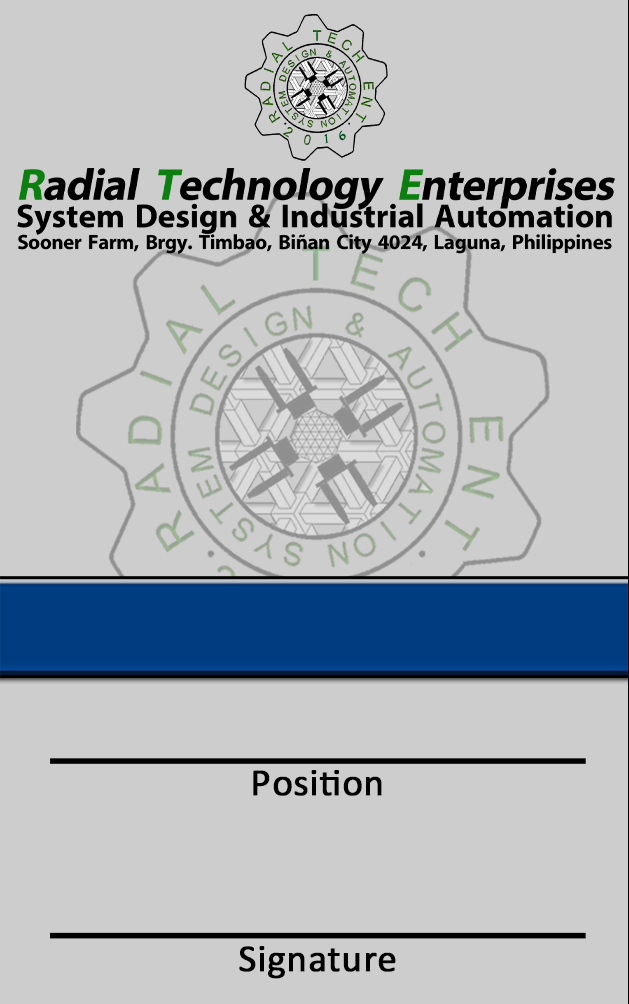 RADIAL TECH ENT
SYSTEM DESIGN & AUTOMATION
2016
Radial Technology Enterprises
System Design & Industrial Automation
Sooner Farm, Brgy. Timbao, Biñan City 4024, Laguna, Philippines
RADIAL TECH ENT
SYSTEM DESIGN & AUTOMATION
Position
Signature